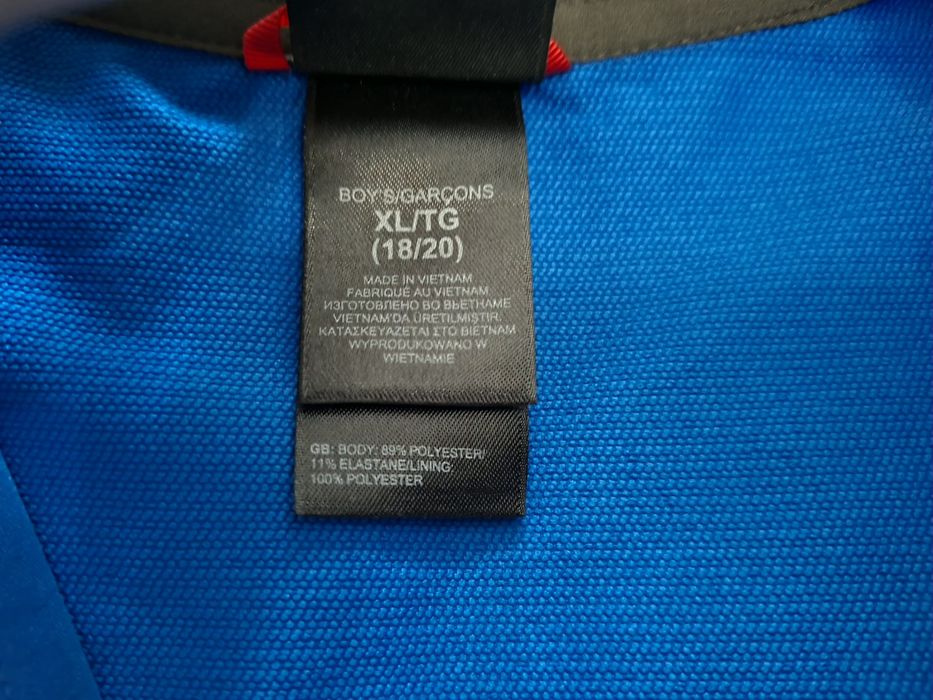 BOY'S/GARÇONS
XL/TG
(18/20)
MADE IN VIETNAM
FABRIQUÉ AU VIETNAM
ИЗГОТОВЛЕНО ВО ВЬЕТНАМЕ
VIETNAM'DA ÜRETILMISTIR.
ΚΑΤΑΣΚΕΥΑΖΕΤΑΙ ΣΤΟ ΒΙΕΤΝΑΜ
WYPRODUKOWANO W
WIETNAMIE
GB: BODY: 89% POLYESTER/
11% ELASTANE/LINING:
100% POLYESTER